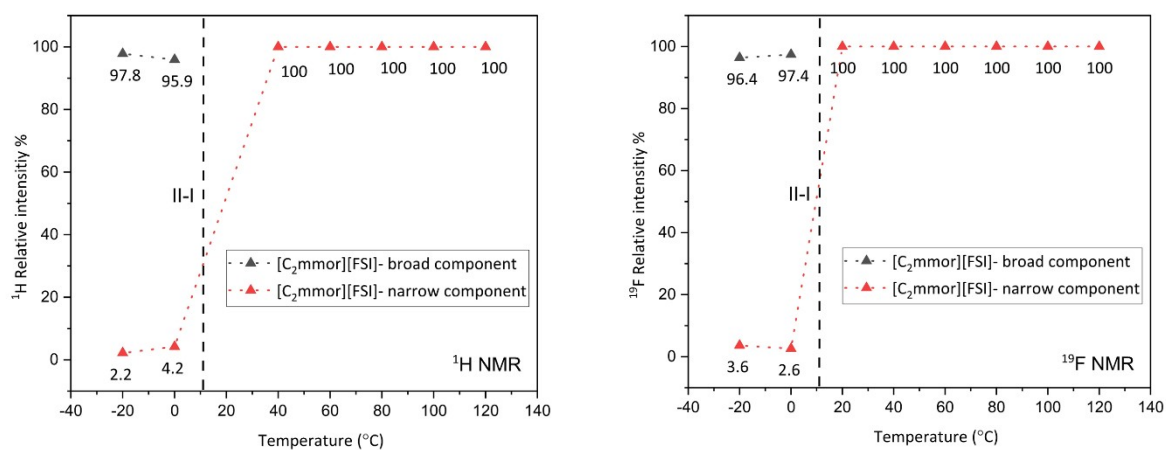 100
97.8
95.9
100 100 100 100 100
80
60
II-I
40
[C₂mmor][FSI]- broad component
[C₂mmor][FSI]- narrow component
20
0
2.2
4.2
¹H NMR
-40 -20 0 20 40 60 80 100 120 140
Temperature (°C)
¹H Relative intensitiy %
100
96.4
97.4
100 100 100 100 100 100
80
60
II-I
40
[C₂mmor][FSI]- broad component
[C₂mmor][FSI]- narrow component
20
0
3.6
2.6
¹⁹F NMR
-40 -20 0 20 40 60 80 100 120 140
Temperature (°C)
¹⁹F Relative intensity %